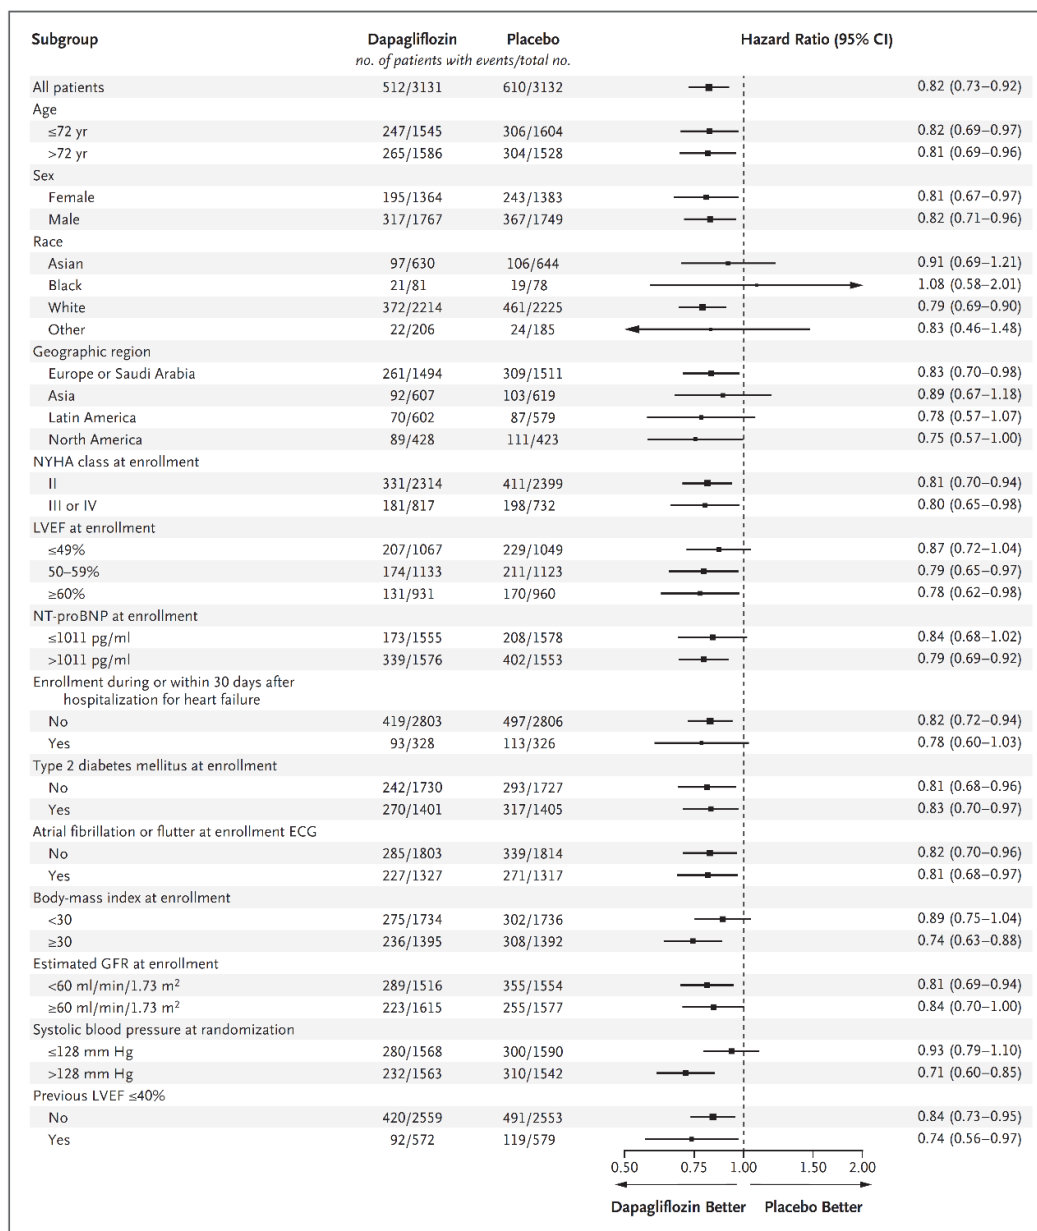 Subgroup Dapagliflozin Placebo Hazard Ratio (95% CI)
no. of patients with events/total no.
All patients 512/3131 610/3132 0.82 (0.73–0.92)
Age
≤72 yr 247/1545 306/1604 0.82 (0.69–0.97)
>72 yr 265/1586 304/1528 0.81 (0.69–0.96)
Sex
Female 195/1364 243/1383 0.81 (0.67–0.97)
Male 317/1767 367/1749 0.82 (0.71–0.96)
Race
Asian 97/630 106/644 0.91 (0.69–1.21)
Black 21/81 19/78 1.08 (0.58–2.01)
White 372/2214 461/2225 0.79 (0.69–0.90)
Other 22/206 24/185 0.83 (0.46–1.48)
Geographic region
Europe or Saudi Arabia 261/1494 309/1511 0.83 (0.70–0.98)
Asia 92/607 103/619 0.89 (0.67–1.18)
Latin America 70/602 87/579 0.78 (0.57–1.07)
North America 89/428 111/423 0.75 (0.57–1.00)
NYHA class at enrollment
II 331/2314 411/2399 0.81 (0.70–0.94)
III or IV 181/817 198/732 0.80 (0.65–0.98)
LVEF at enrollment
≤49% 207/1067 229/1049 0.87 (0.72–1.04)
50–59% 174/1133 211/1123 0.79 (0.65–0.97)
≥60% 131/931 170/960 0.78 (0.62–0.98)
NT-proBNP at enrollment
≤1011 pg/ml 173/1555 208/1578 0.84 (0.68–1.02)
>1011 pg/ml 339/1576 402/1553 0.79 (0.69–0.92)
Enrollment during or within 30 days after
hospitalization for heart failure
No 419/2803 497/2806 0.82 (0.72–0.94)
Yes 93/328 113/326 0.78 (0.60–1.03)
Type 2 diabetes mellitus at enrollment
No 242/1730 293/1727 0.81 (0.68–0.96)
Yes 270/1401 317/1405 0.83 (0.70–0.97)
Atrial fibrillation or flutter at enrollment ECG
No 285/1803 339/1814 0.82 (0.70–0.96)
Yes 227/1327 271/1317 0.81 (0.68–0.97)
Body-mass index at enrollment
<30 275/1734 302/1736 0.89 (0.75–1.04)
≥30 236/1395 308/1392 0.74 (0.63–0.88)
Estimated GFR at enrollment
<60 ml/min/1.73 m² 289/1516 355/1554 0.81 (0.69–0.94)
≥60 ml/min/1.73 m² 223/1615 255/1577 0.84 (0.70–1.00)
Systolic blood pressure at randomization
≤128 mm Hg 280/1568 300/1590 0.93 (0.79–1.10)
>128 mm Hg 232/1563 310/1542 0.71 (0.60–0.85)
Previous LVEF ≤40%
No 420/2559 491/2553 0.84 (0.73–0.95)
Yes 92/572 119/579 0.74 (0.56–0.97)
0.50 0.75 1.00 1.50 2.00
Dapagliflozin Better Placebo Better